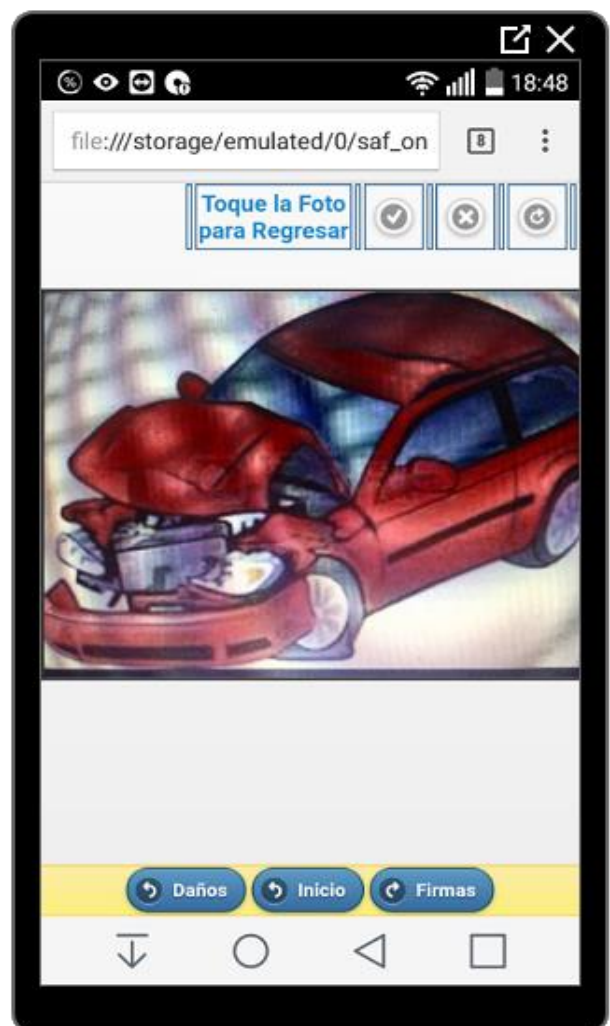 18:48
file:///storage/emulated/0/saf_on
8
Toque la Foto
para Regresar
Daños
Inicio
Firmas